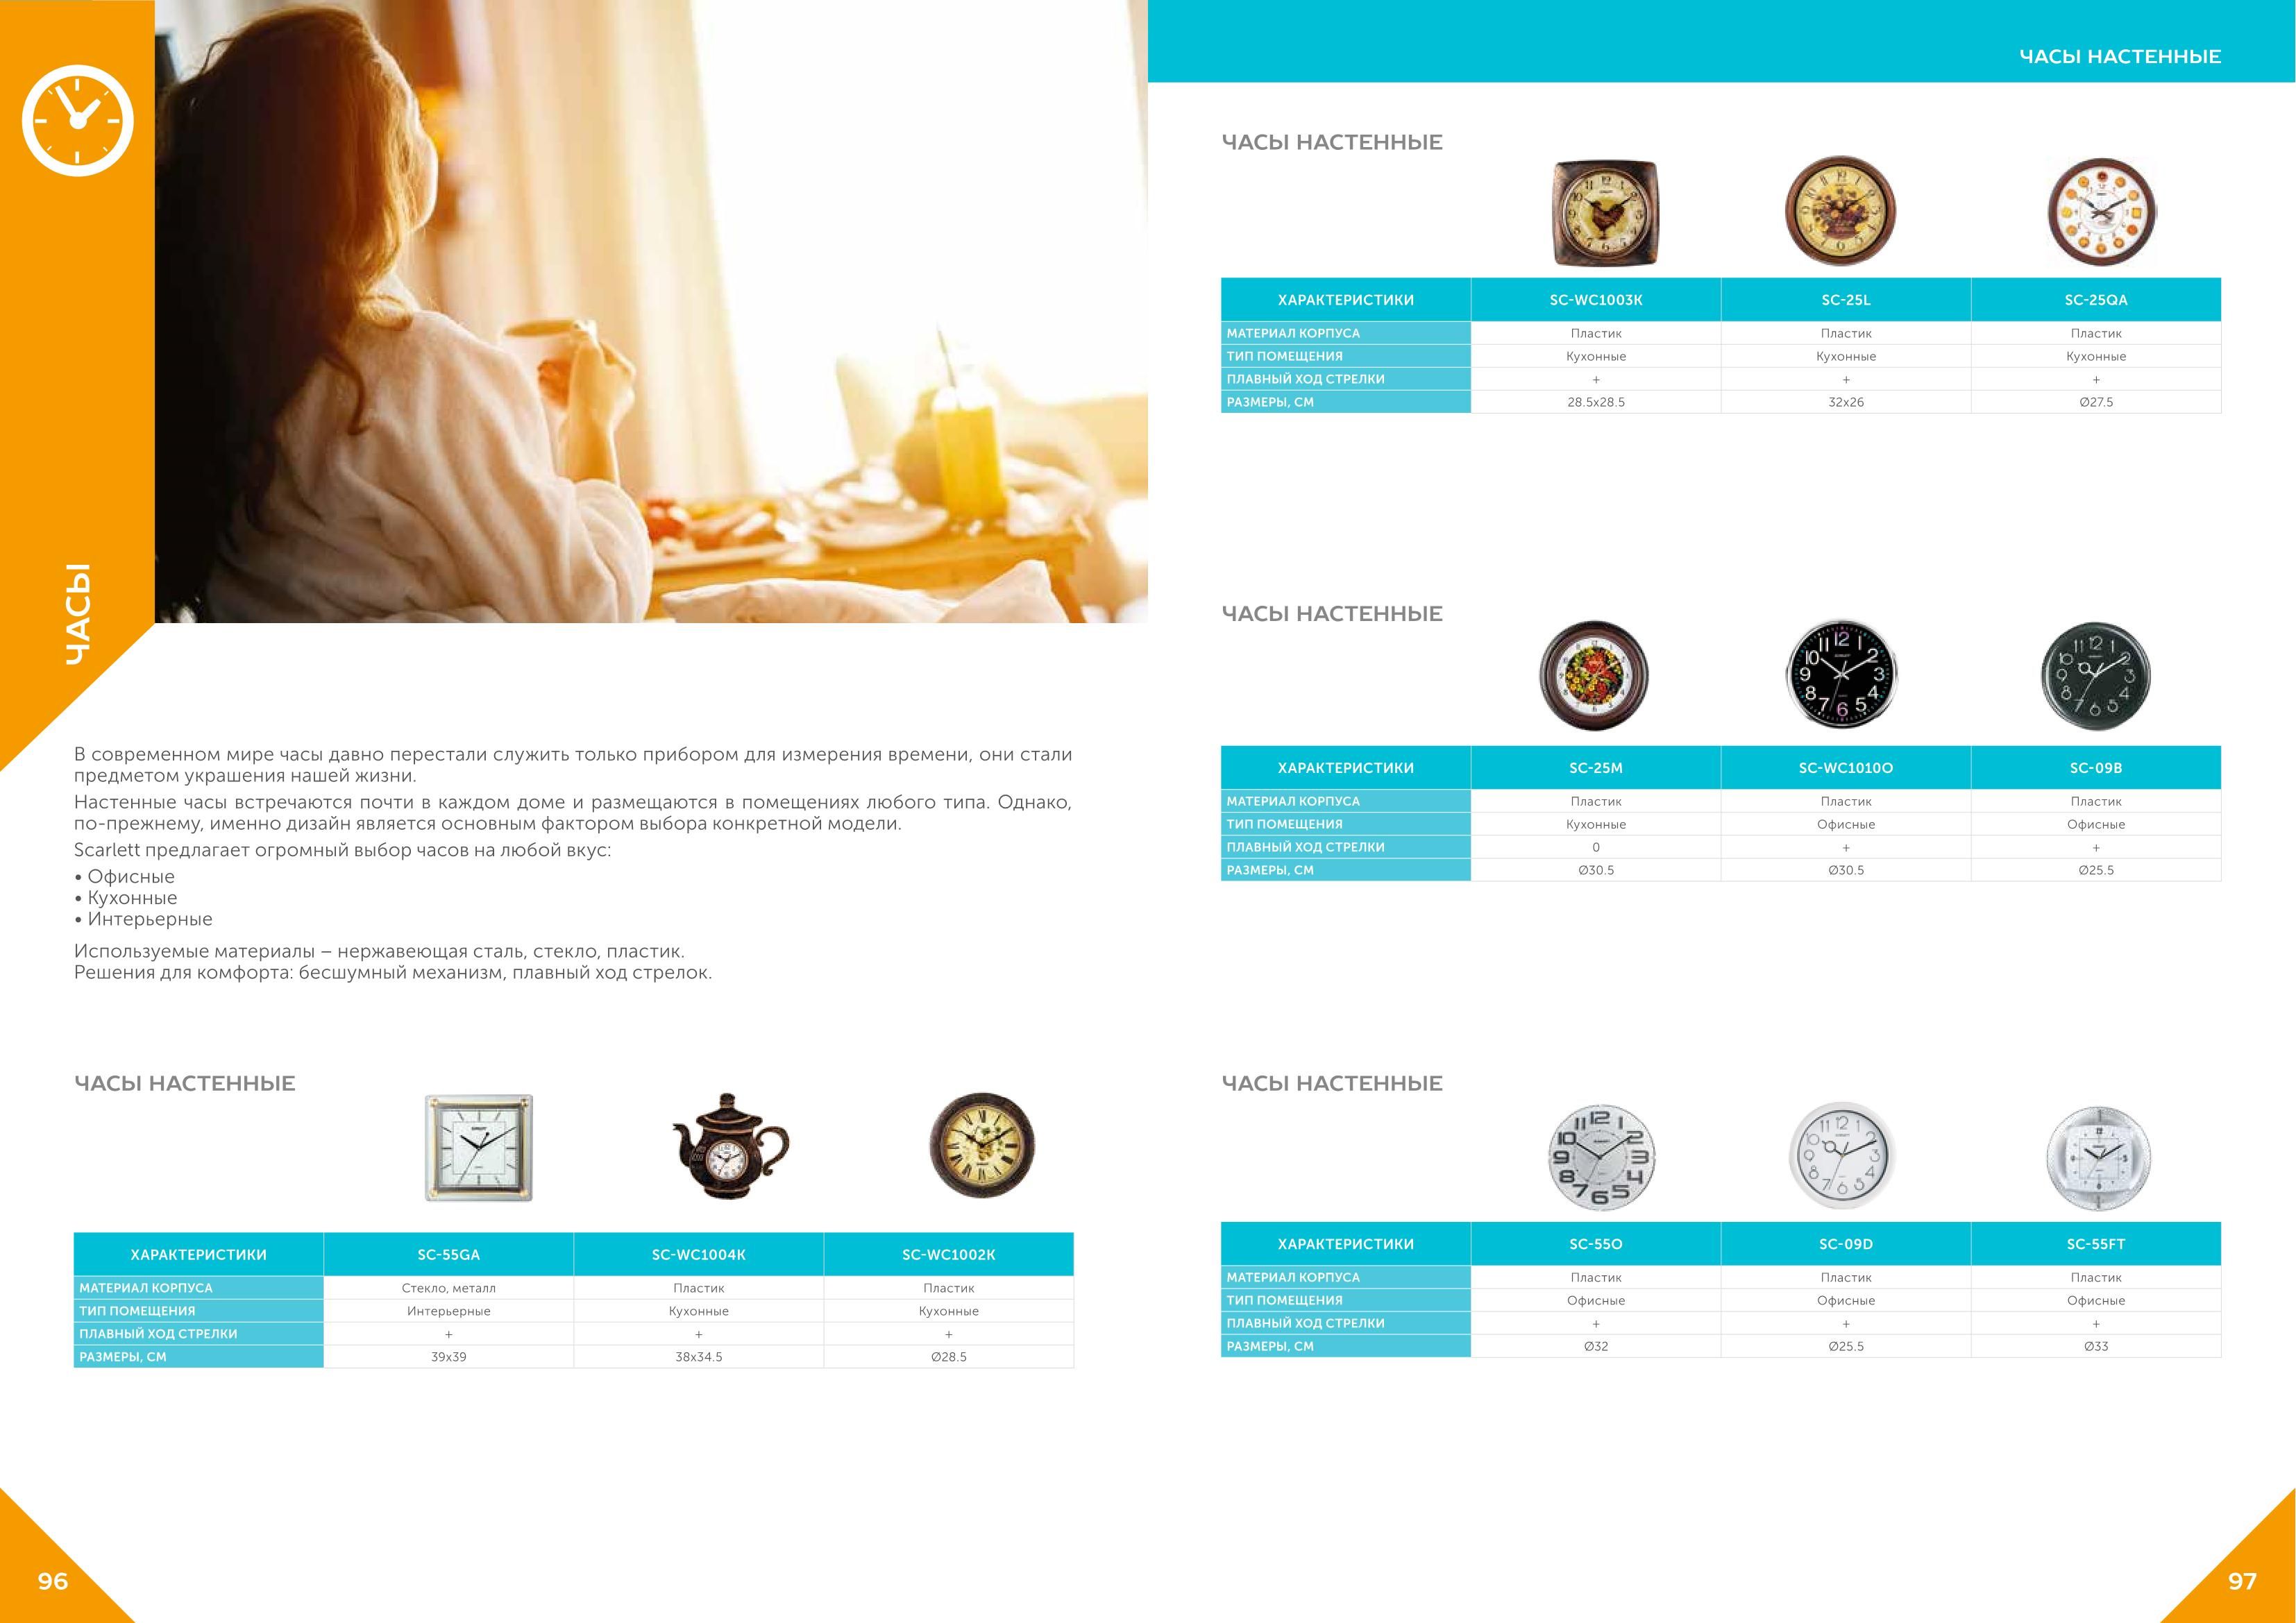 ЧАСЫ
В современном мире часы давно перестали служить только прибором для измерения времени, они стали
предметом украшения нашей жизни.
Настенные часы встречаются почти в каждом доме и размещаются в помещениях любого типа. Однако,
по-прежнему, именно дизайн является основным фактором выбора конкретной модели.
Scarlett предлагает огромный выбор часов на любой вкус:
• Офисные
• Кухонные
• Интерьерные
Используемые материалы – нержавеющая сталь, стекло, пластик.
Решения для комфорта: бесшумный механизм, плавный ход стрелок.
ЧАСЫ НАСТЕННЫЕ
ХАРАКТЕРИСТИКИ SC-55GA SC-WC1004K SC-WC1002K
МАТЕРИАЛ КОРПУСА Стекло, металл Пластик Пластик
ТИП ПОМЕЩЕНИЯ Интерьерные Кухонные Кухонные
ПЛАВНЫЙ ХОД СТРЕЛКИ + + +
РАЗМЕРЫ, СМ 39x39 38x34.5 Ø28.5
96
ЧАСЫ НАСТЕННЫЕ
ЧАСЫ НАСТЕННЫЕ
ХАРАКТЕРИСТИКИ SC-WC1003K SC-25L SC-25QA
МАТЕРИАЛ КОРПУСА Пластик Пластик Пластик
ТИП ПОМЕЩЕНИЯ Кухонные Кухонные Кухонные
ПЛАВНЫЙ ХОД СТРЕЛКИ + + +
РАЗМЕРЫ, СМ 28.5x28.5 32x26 Ø27.5
ЧАСЫ НАСТЕННЫЕ
ХАРАКТЕРИСТИКИ SC-25M SC-WC1010O SC-09B
МАТЕРИАЛ КОРПУСА Пластик Пластик Пластик
ТИП ПОМЕЩЕНИЯ Кухонные Офисные Офисные
ПЛАВНЫЙ ХОД СТРЕЛКИ 0 + +
РАЗМЕРЫ, СМ Ø30.5 Ø30.5 Ø25.5
ЧАСЫ НАСТЕННЫЕ
ХАРАКТЕРИСТИКИ SC-55O SC-09D SC-55FT
МАТЕРИАЛ КОРПУСА Пластик Пластик Пластик
ТИП ПОМЕЩЕНИЯ Офисные Офисные Офисные
ПЛАВНЫЙ ХОД СТРЕЛКИ + + +
РАЗМЕРЫ, СМ Ø32 Ø25.5 Ø33
97